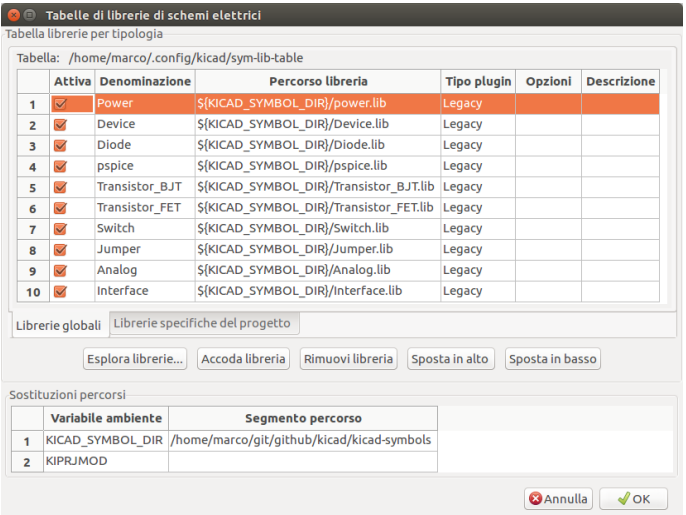 Tabelle di librerie di schemi elettrici
Tabella librerie per tipologia
Tabella: /home/marco/.config/kicad/sym-lib-table
Attiva Denominazione Percorso libreria Tipo plugin Opzioni Descrizione
1 Power ${KICAD_SYMBOL_DIR}/power.lib Legacy
2 Device ${KICAD_SYMBOL_DIR}/Device.lib Legacy
3 Diode ${KICAD_SYMBOL_DIR}/Diode.lib Legacy
4 pspice ${KICAD_SYMBOL_DIR}/pspice.lib Legacy
5 Transistor_BJT ${KICAD_SYMBOL_DIR}/Transistor_BJT.lib Legacy
6 Transistor_FET ${KICAD_SYMBOL_DIR}/Transistor_FET.lib Legacy
7 Switch ${KICAD_SYMBOL_DIR}/Switch.lib Legacy
8 Jumper ${KICAD_SYMBOL_DIR}/Jumper.lib Legacy
9 Analog ${KICAD_SYMBOL_DIR}/Analog.lib Legacy
10 Interface ${KICAD_SYMBOL_DIR}/Interface.lib Legacy
Librerie globali Librerie specifiche del progetto
Esplora librerie... Accoda libreria Rimuovi libreria Sposta in alto Sposta in basso
Sostituzioni percorsi
Variabile ambiente Segmento percorso
1 KICAD_SYMBOL_DIR /home/marco/git/github/kicad/kicad-symbols
2 KIPRJMOD
Annulla OK